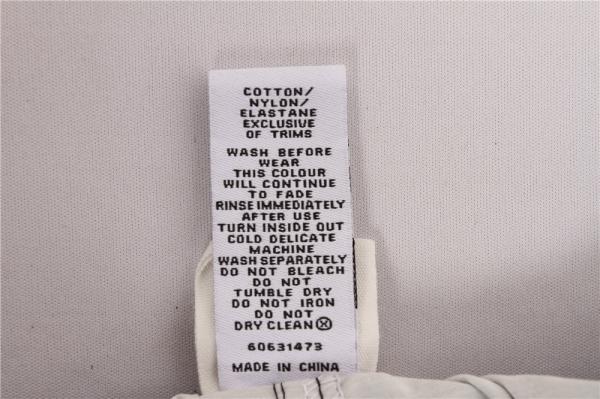 COTTON/
NYLON/
ELASTANE
EXCLUSIVE
OF TRIMS
WASH BEFORE
WEAR
THIS COLOUR
WILL CONTINUE
TO FADE
RINSE IMMEDIATELY
AFTER USE
TURN INSIDE OUT
COLD DELICATE
MACHINE
WASH SEPARATELY
DO NOT BLEACH
DO NOT
TUMBLE DRY
DO NOT IRON
DO NOT
DRY CLEAN
60631473
MADE IN CHINA